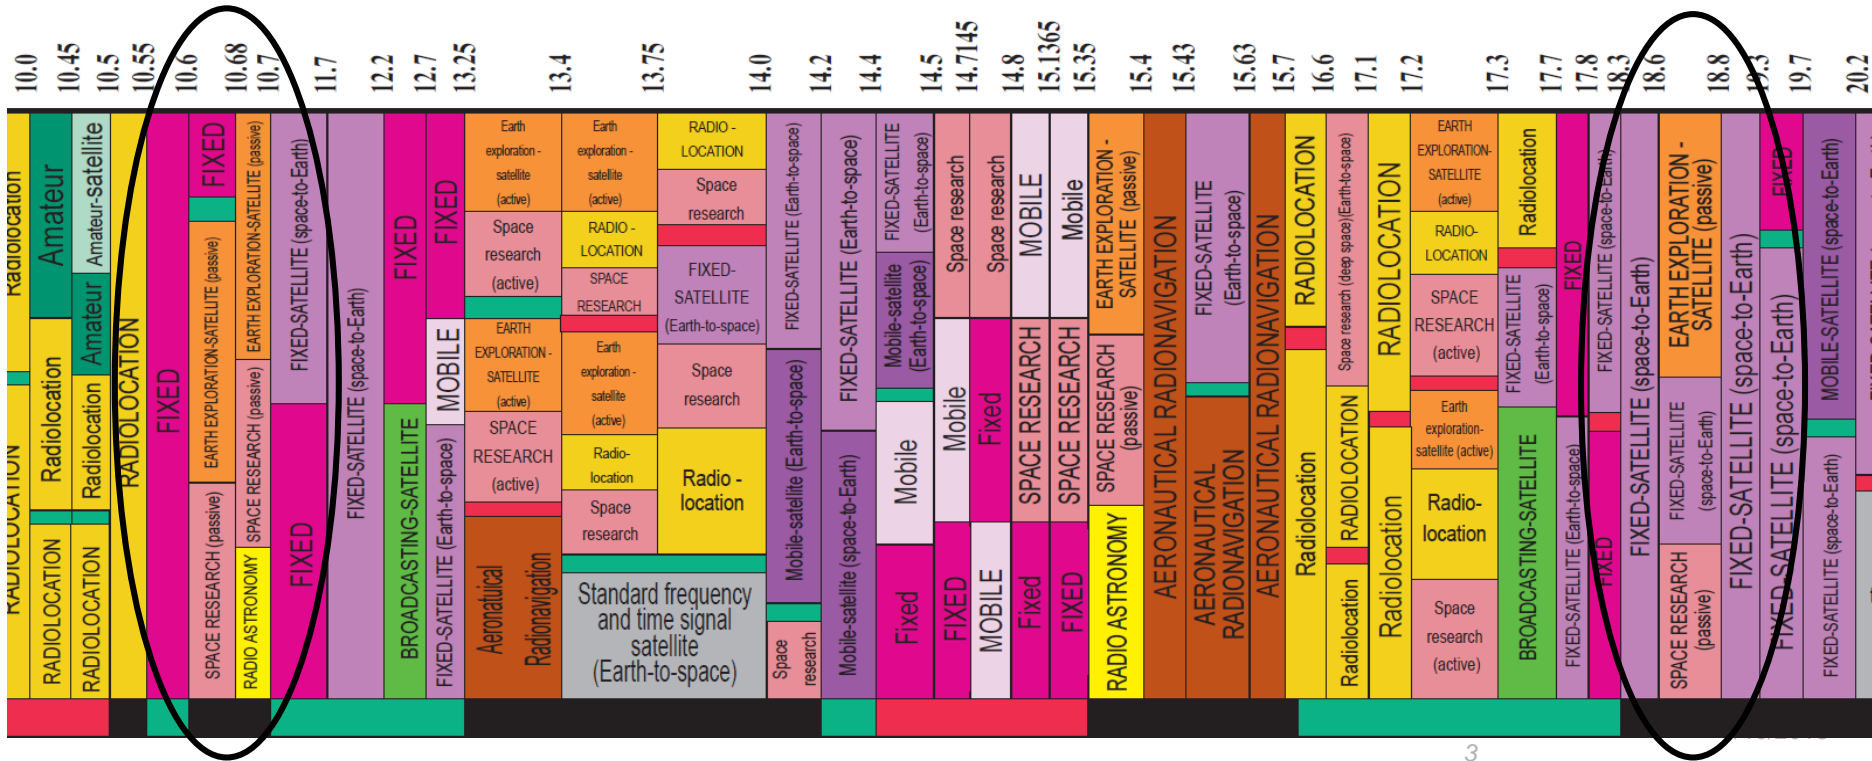 10.0
10.45
10.5
10.55
10.6
10.68
10.7
11.7
12.2
12.7
13.25
13.4
13.75
14.0
14.2
14.4
14.5
14.7145
14.8
15.1365
15.35
15.4
15.43
15.63
15.7
16.6
17.1
17.2
17.3
17.7
17.8
18.3
18.6
18.8
19.3
19.7
20.2
Radiolocation
RADIOLOCATION
Amateur
Radiolocation
RADIOLOCATION
Amateur-satellite
Amateur
Radiolocation
RADIOLOCATION
RADIOLOCATION
FIXED
FIXED
EARTH EXPLORATION-SATELLITE (passive)
SPACE RESEARCH (passive)
EARTH EXPLORATION-SATELLITE (passive)
SPACE RESEARCH (passive)
RADIO ASTRONOMY
FIXED-SATELLITE (space-to-Earth)
FIXED
FIXED-SATELLITE (space-to-Earth)
FIXED
BROADCASTING-SATELLITE
FIXED
MOBILE
FIXED-SATELLITE (Earth-to-space)
Earth
exploration -
satellite
(active)
Space
research
(active)
EARTH
EXPLORATION -
SATELLITE
(active)
SPACE
RESEARCH
(active)
Aeronatuical
Radionavigation
Earth
exploration -
satellite
(active)
RADIO -
LOCATION
SPACE
RESEARCH
Earth
exploration -
satellite
(active)
Radio-
location
Space
research
RADIO -
LOCATION
Space
research
FIXED-
SATELLITE
(Earth-to-space)
Space
research
Radio -
location
Standard frequency
and time signal
satellite
(Earth-to-space)
FIXED-SATELLITE (Earth-to-space)
Mobile-satellite (Earth-to-space)
Space
research
FIXED-SATELLITE (Earth-to-space)
Mobile-satellite (space-to-Earth)
FIXED-SATELLITE
(Earth-to-space)
Mobile-satellite
(Earth-to-space)
Mobile
Fixed
Space research
Mobile
FIXED
Space research
Fixed
MOBILE
MOBILE
SPACE RESEARCH
Fixed
Mobile
SPACE RESEARCH
FIXED
EARTH EXPLORATION -
SATELLITE (passive)
SPACE RESEARCH
(passive)
RADIO ASTRONOMY
AERONAUTICAL RADIONAVIGATION
FIXED-SATELLITE
(Earth-to-space)
AERONAUTICAL
RADIONAVIGATION
AERONAUTICAL RADIONAVIGATION
RADIOLOCATION
Radiolocation
Space research (deep space)(Earth-to-space)
RADIOLOCATION
Radiolocation
RADIOLOCATION
Radiolocation
EARTH
EXPLORATION-
SATELLITE
(active)
RADIO-
LOCATION
SPACE
RESEARCH
(active)
Earth
exploration-
satellite (active)
Radio-
location
Space
research
(active)
Radiolocation
FIXED-SATELLITE
(Earth-to-space)
BROADCASTING-SATELLITE
FIXED
FIXED-SATELLITE (Earth-to-space)
FIXED-SATELLITE (space-to-Earth)
FIXED
FIXED-SATELLITE (space-to-Earth)
EARTH EXPLORATION -
SATELLITE (passive)
FIXED-SATELLITE
(space-to-Earth)
SPACE RESEARCH
(passive)
FIXED-SATELLITE (space-to-Earth)
FIXED
FIXED-SATELLITE (space-to-Earth)
MOBILE-SATELLITE (space-to-Earth)
FIXED-SATELLITE (space-to-Earth)
3